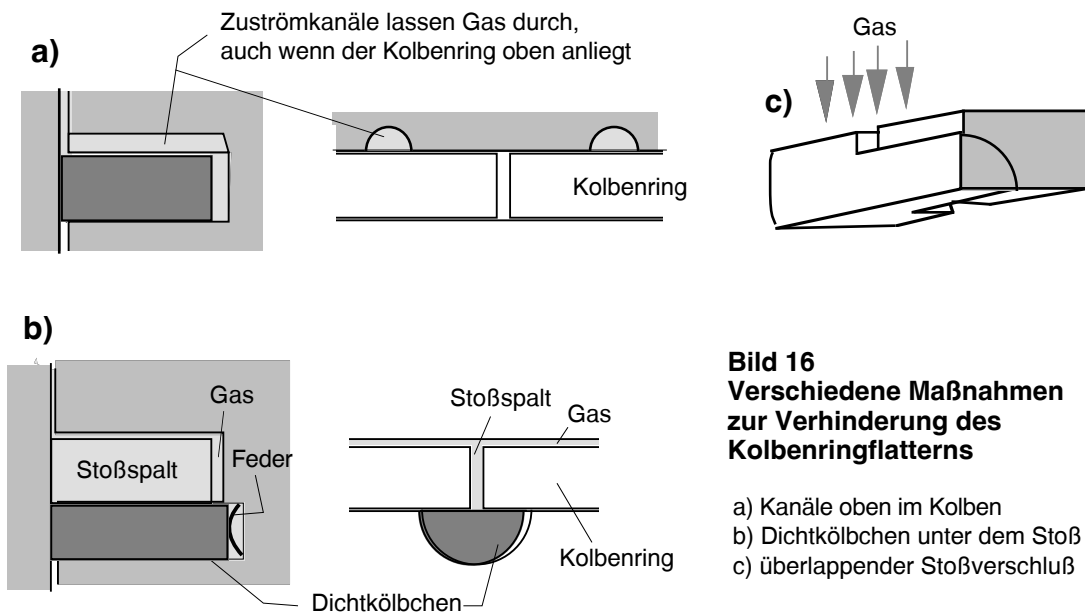 Zuströmkanäle lassen Gas durch,
auch wenn der Kolbenring oben anliegt
a)
Kolbenring
Gas
c)
b)
Gas
Stoßspalt
Feder
Dichtkölbchen
Stoßspalt
Gas
Kolbenring
Bild 16
Verschiedene Maßnahmen
zur Verhinderung des
Kolbenringflatterns
a) Kanäle oben im Kolben
b) Dichtkölbchen unter dem Stoß
c) überlappender Stoßverschluß